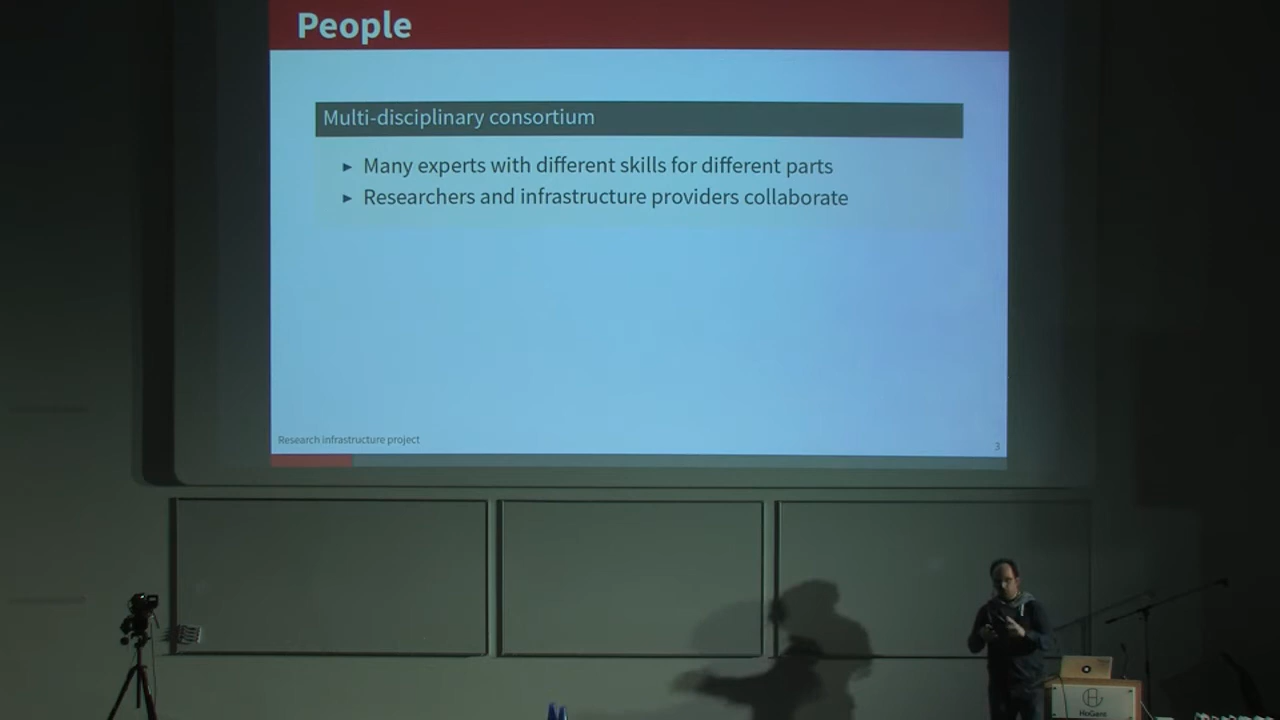 People
Multi-disciplinary consortium
► Many experts with different skills for different parts
► Researchers and infrastructure providers collaborate
Research infrastructure project
3
HoGent